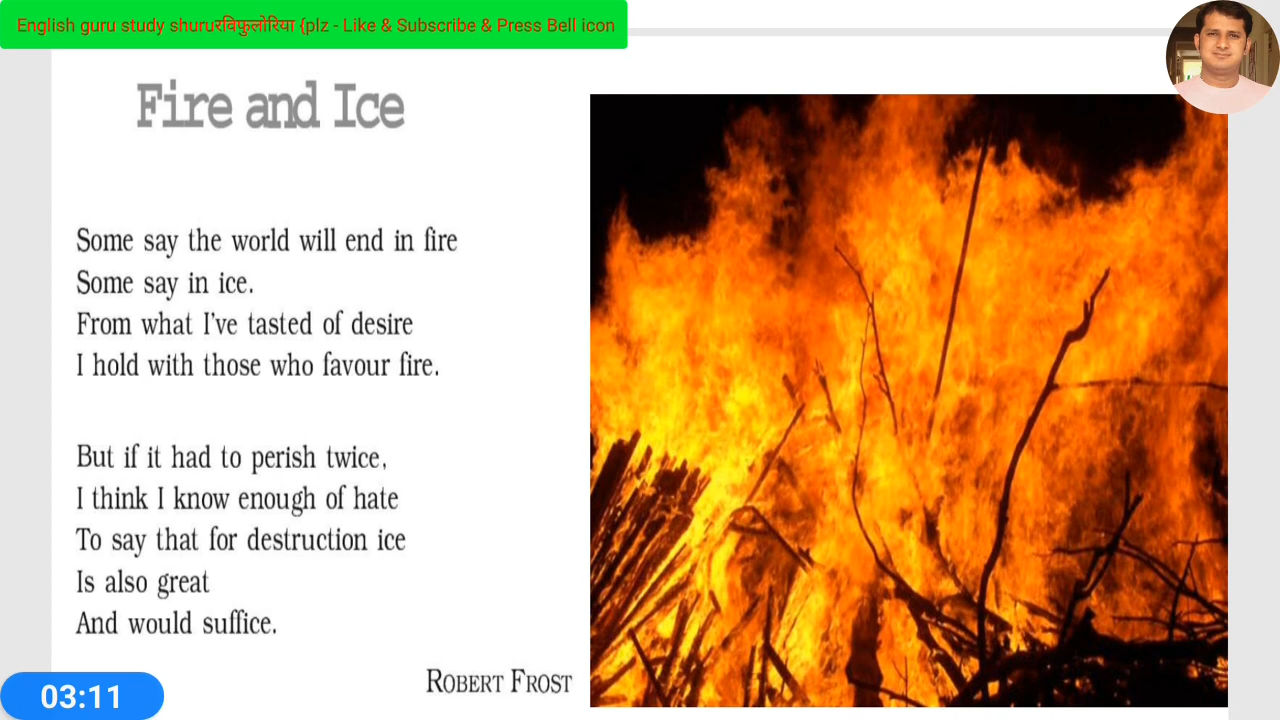 English guru study shuruरविफुलोरिया {plz - Like & Subscribe & Press Bell icon
Fire and Ice
Some say the world will end in fire
Some say in ice.
From what I've tasted of desire
I hold with those who favour fire.
But if it had to perish twice,
I think I know enough of hate
To say that for destruction ice
Is also great
And would suffice.
ROBERT FROST
03:11